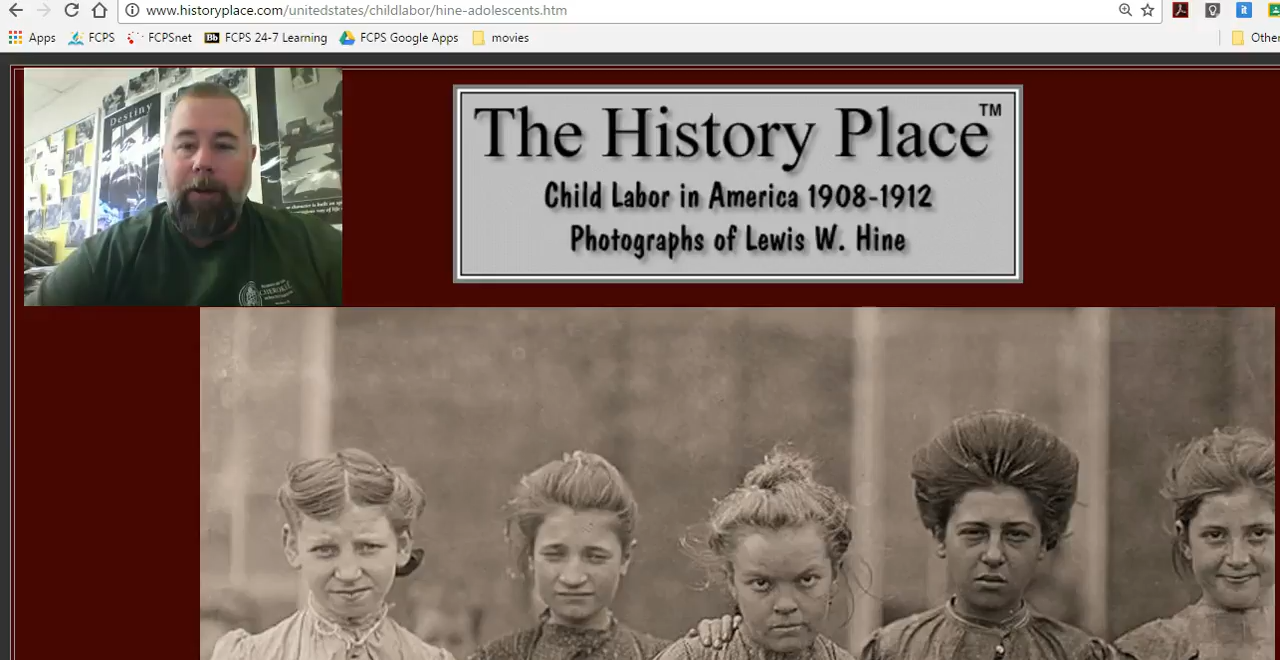 www.historyplace.com/unitedstates/childlabor/hine-adolescents.htm
Apps FCPS FCPSnet Bb FCPS 24-7 Learning FCPS Google Apps movies Other
Destiny
The History Place™
Child Labor in America 1908-1912
Photographs of Lewis W. Hine